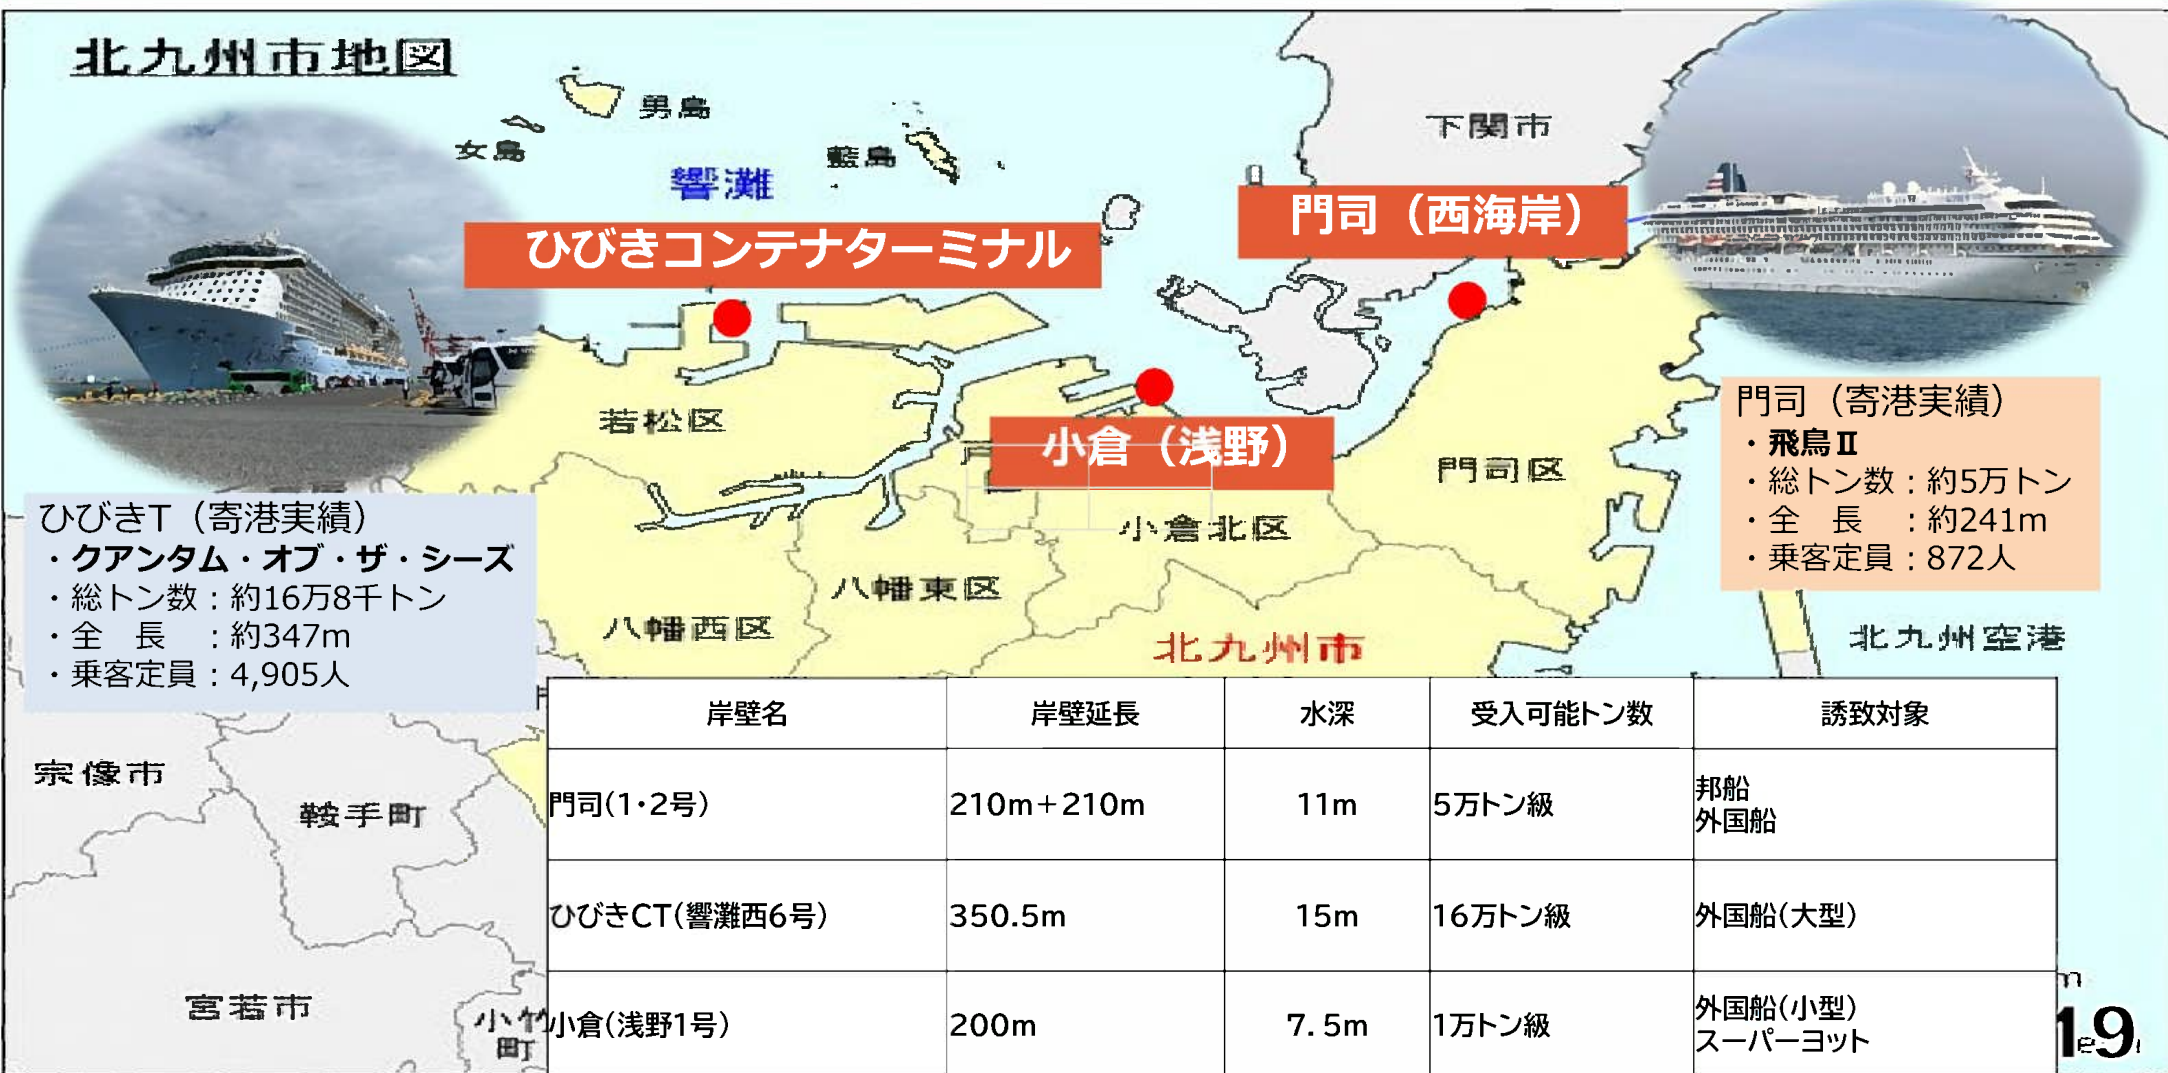 北九州市地図
男島
女島
藍島
響灘
下関市
ひびきコンテナターミナル
門司（西海岸）
小倉（浅野）
若松区
門司区
小倉北区
八幡東区
八幡西区
北九州市
北九州空港
宗像市
鞍手町
宮若市
小竹
町
門司（寄港実績）
・飛鳥Ⅱ
・総トン数：約5万トン
・全　長　：約241m
・乗客定員：872人
ひびきT（寄港実績）
・クアンタム・オブ・ザ・シーズ
・総トン数：約16万8千トン
・全　長　：約347m
・乗客定員：4,905人
岸壁名 岸壁延長 水深 受入可能トン数 誘致対象
門司(1・2号) 210m＋210m 11m 5万トン級 邦船
外国船
ひびきCT(響灘西6号) 350.5m 15m 16万トン級 外国船(大型)
小倉(浅野1号) 200m 7.5m 1万トン級 外国船(小型)
スーパーヨット
19